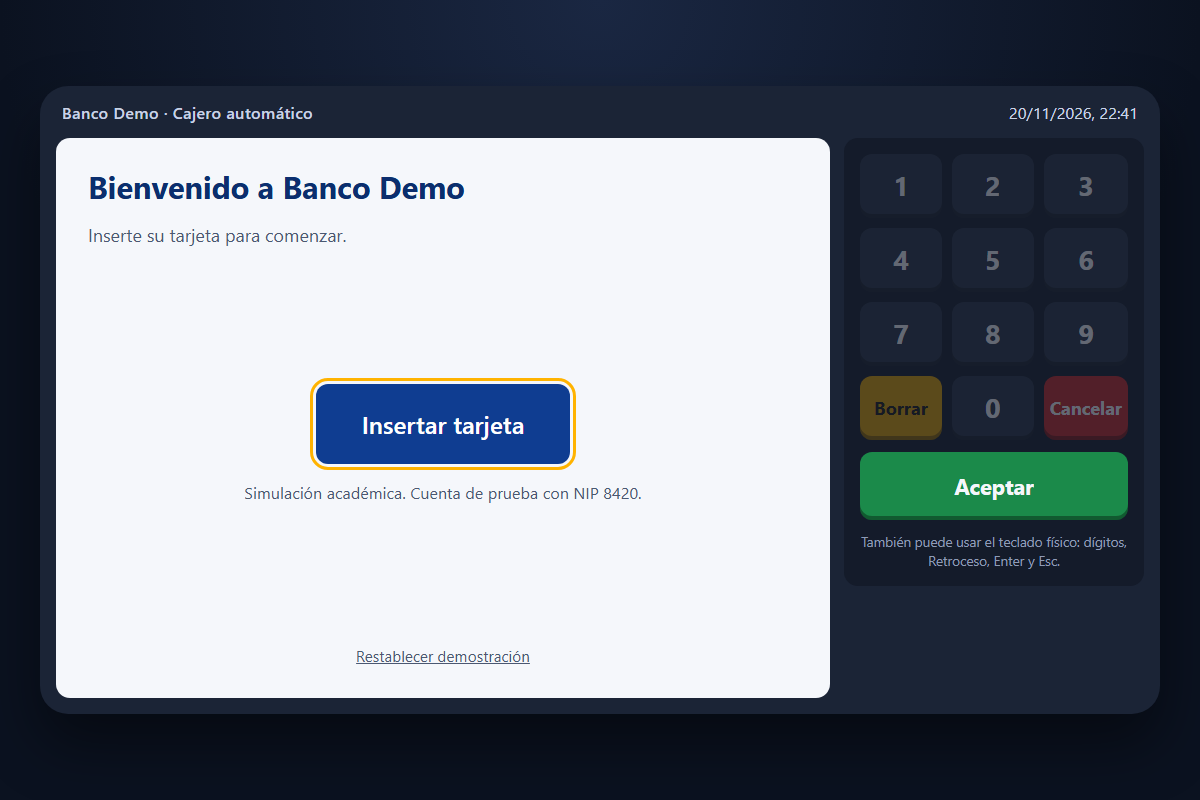 Banco Demo · Cajero automático
20/11/2026, 22:41
Bienvenido a Banco Demo
Inserte su tarjeta para comenzar.
Insertar tarjeta
Simulación académica. Cuenta de prueba con NIP 8420.
Restablecer demostración
1 2 3
4 5 6
7 8 9
Borrar 0 Cancelar
Aceptar
También puede usar el teclado físico: dígitos,
Retroceso, Enter y Esc.